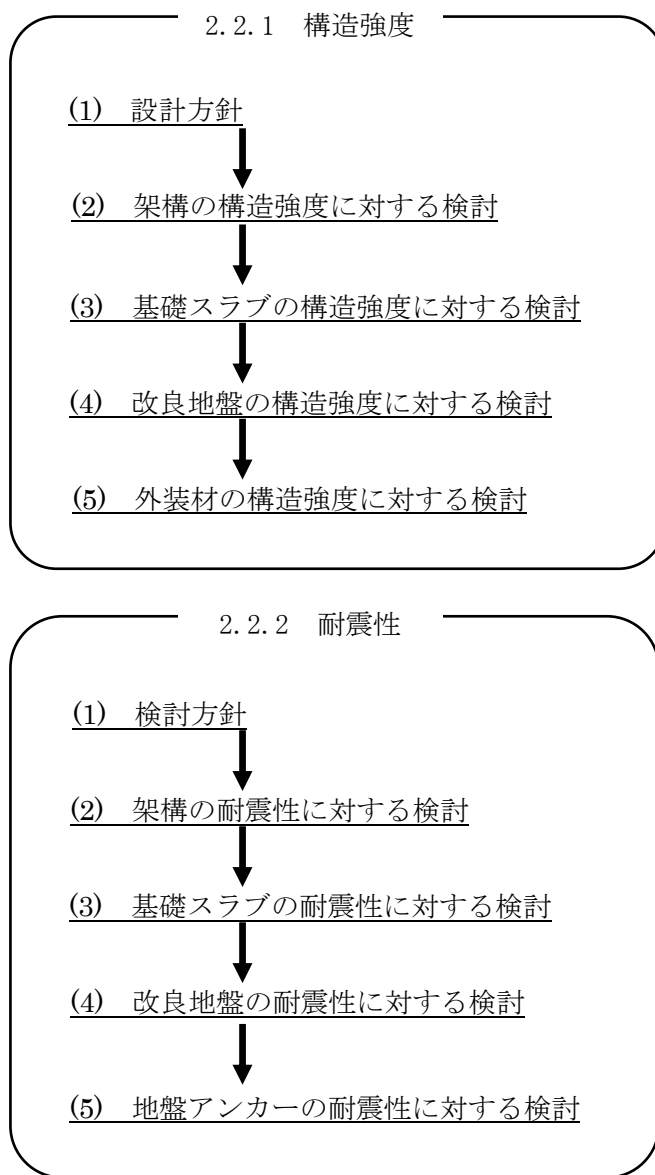 2.2.1 構造強度
(1) 設計方針
(2) 架構の構造強度に対する検討
(3) 基礎スラブの構造強度に対する検討
(4) 改良地盤の構造強度に対する検討
(5) 外装材の構造強度に対する検討
2.2.2 耐震性
(1) 検討方針
(2) 架構の耐震性に対する検討
(3) 基礎スラブの耐震性に対する検討
(4) 改良地盤の耐震性に対する検討
(5) 地盤アンカーの耐震性に対する検討